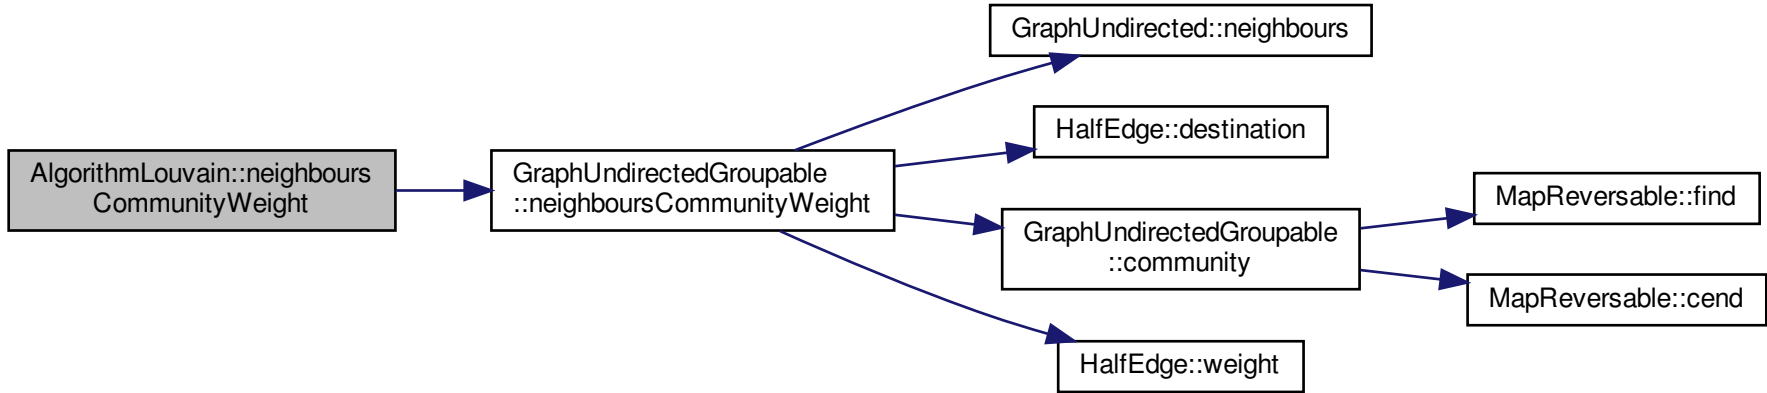 AlgorithmLouvain::neighbours
CommunityWeight
GraphUndirectedGroupable
::neighboursCommunityWeight
GraphUndirected::neighbours
HalfEdge::destination
GraphUndirectedGroupable
::community
HalfEdge::weight
MapReversable::find
MapReversable::cend